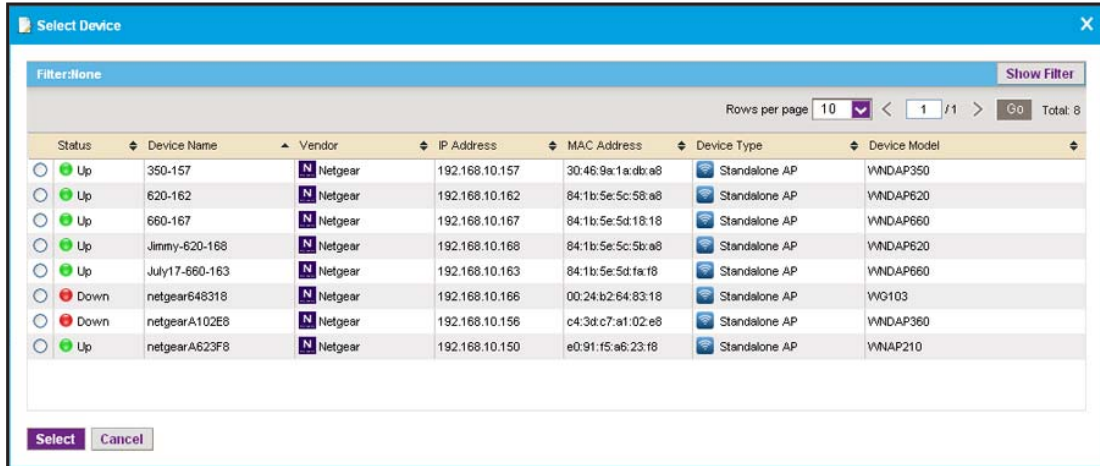 Select Device X
Filter:None Show Filter
Rows per page 10 < 1 /1 > Go Total: 8
Status Device Name Vendor IP Address MAC Address Device Type Device Model
Up 350-157 N Netgear 192.168.10.157 30:46:9a:1a:db:a8 Standalone AP WNDAP350
Up 620-162 N Netgear 192.168.10.162 84:1b:5e:5c:58:a8 Standalone AP WNDAP620
Up 660-167 N Netgear 192.168.10.167 84:1b:5e:5d:18:18 Standalone AP WNDAP660
Up Jimmy-620-168 N Netgear 192.168.10.168 84:1b:5e:5c:5b:a8 Standalone AP WNDAP620
Up July17-660-163 N Netgear 192.168.10.163 84:1b:5e:5d:fa:f8 Standalone AP WNDAP660
Down netgear648318 N Netgear 192.168.10.166 00:24:b2:64:83:18 Standalone AP WG103
Down netgearA102E8 N Netgear 192.168.10.156 c4:3d:c7:a1:02:e8 Standalone AP WNDAP360
Up netgearA623F8 N Netgear 192.168.10.150 e0:91:f5:a6:23:f8 Standalone AP WNAP210
Select Cancel